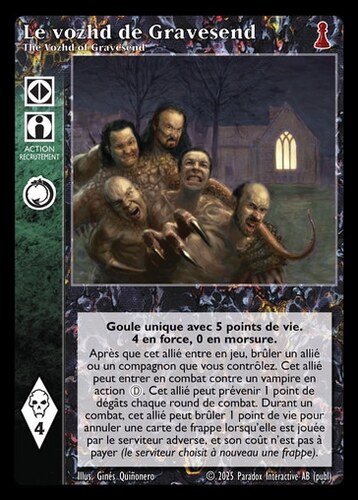 Le vozhd de Gravesend
The Vozhd of Gravesend
ACTION
RECRUTEMENT
Goule unique avec 5 points de vie.
4 en force, 0 en morsure.
Après que cet allié entre en jeu, brûler un allié
ou un compagnon que vous contrôlez. Cet allié
peut entrer en combat contre un vampire en
action Ⓓ. Cet allié peut prévenir 1 point de
dégâts chaque round de combat. Durant un
combat, cet allié peut brûler 1 point de vie pour
annuler une carte de frappe lorsqu'elle est jouée
par le serviteur adverse, et son coût n'est pas à
payer (le serviteur choisit à nouveau une frappe).
4
Illus. Ginés Quiñonero
© 2025 Paradox Interactive AB (publ)